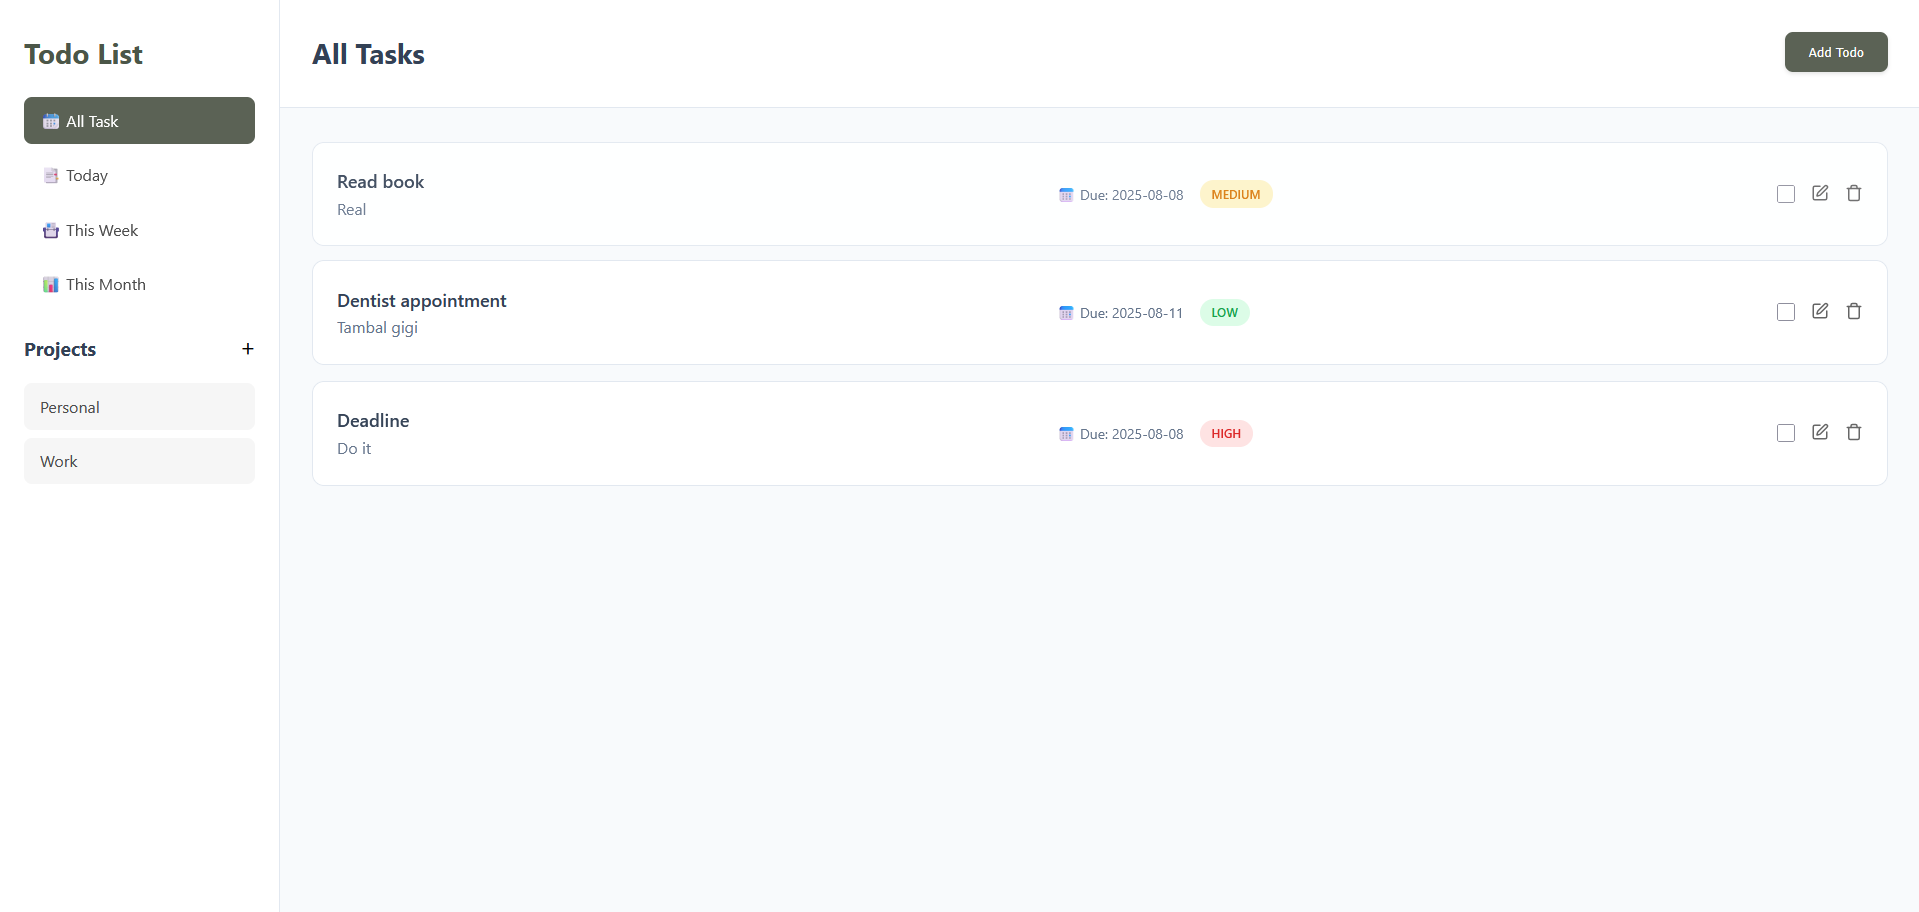 Todo List
All Task
Today
This Week
This Month
Projects +
Personal
Work
All Tasks
Add Todo
Read book
Real
Due: 2025-08-08 MEDIUM
Dentist appointment
Tambal gigi
Due: 2025-08-11 LOW
Deadline
Do it
Due: 2025-08-08 HIGH